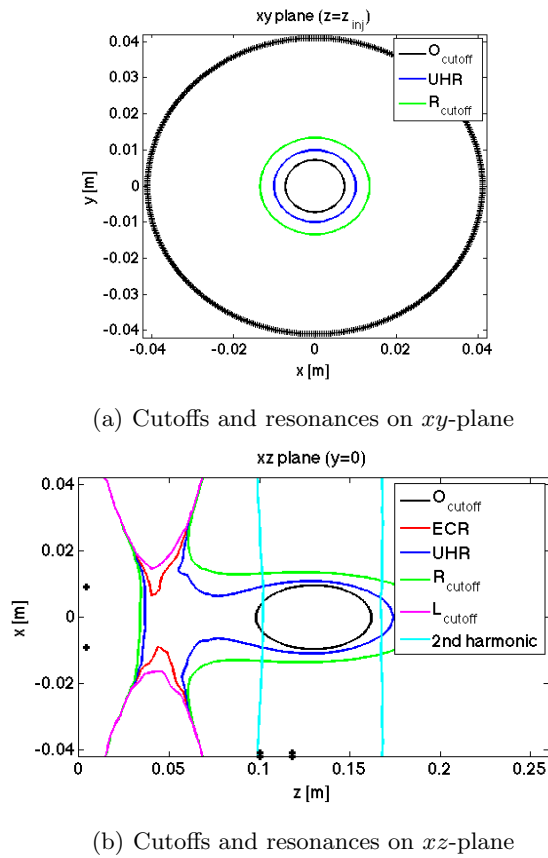 xy plane (z=z_inj)
0.04
0.03
0.02
0.01
0
-0.01
-0.02
-0.03
-0.04
y [m]
O_cutoff
UHR
R_cutoff
-0.04
-0.02
0
0.02
0.04
x [m]
(a) Cutoffs and resonances on xy-plane
xz plane (y=0)
0.04
0.02
0
-0.02
-0.04
x [m]
O_cutoff
ECR
UHR
R_cutoff
L_cutoff
2nd harmonic
0
0.05
0.1
0.15
0.2
0.25
z [m]
(b) Cutoffs and resonances on xz-plane